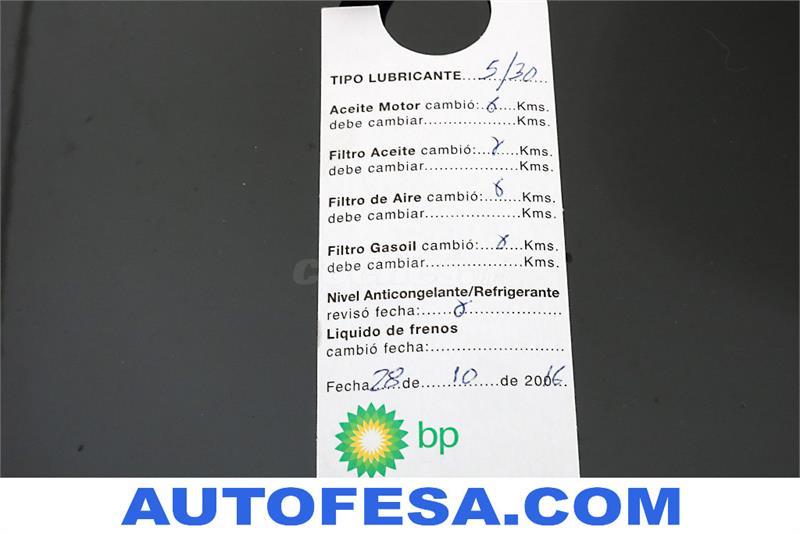 TIPO LUBRICANTE....5/30....
Aceite Motor cambió:.........Kms.
debe cambiar...................Kms.
Filtro Aceite cambió:.........Kms.
debe cambiar...................Kms.
Filtro de Aire cambió:.........Kms.
debe cambiar...................Kms.
Filtro Gasoil cambió:.........Kms.
debe cambiar...................Kms.
Nivel Anticongelante/Refrigerante
revisó fecha:.........................
Liquido de frenos
cambió fecha:.........................
Fecha 28 de......10......de 2016.
bp
AUTOFESA.COM